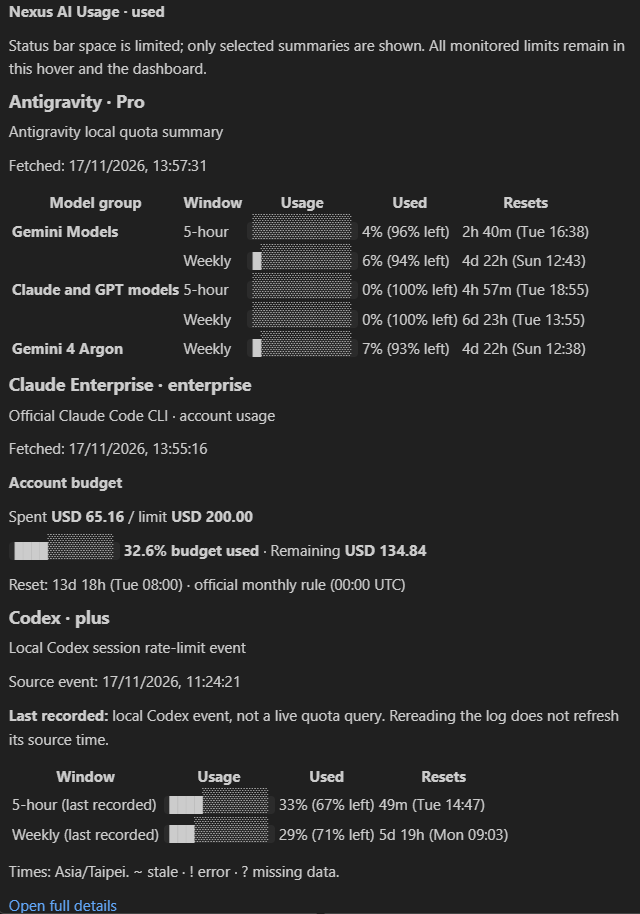 Nexus AI Usage · used
Status bar space is limited; only selected summaries are shown. All monitored limits remain in
this hover and the dashboard.
Antigravity · Pro
Antigravity local quota summary
Fetched: 17/11/2026, 13:57:31
Model group Window Usage Used Resets
Gemini Models 5-hour 4% (96% left) 2h 40m (Tue 16:38)
Weekly 6% (94% left) 4d 22h (Sun 12:43)
Claude and GPT models 5-hour 0% (100% left) 4h 57m (Tue 18:55)
Weekly 0% (100% left) 6d 23h (Tue 13:55)
Gemini 4 Argon Weekly 7% (93% left) 4d 22h (Sun 12:38)
Claude Enterprise · enterprise
Official Claude Code CLI · account usage
Fetched: 17/11/2026, 13:55:16
Account budget
Spent USD 65.16 / limit USD 200.00
32.6% budget used · Remaining USD 134.84
Reset: 13d 18h (Tue 08:00) · official monthly rule (00:00 UTC)
Codex · plus
Local Codex session rate-limit event
Source event: 17/11/2026, 11:24:21
Last recorded: local Codex event, not a live quota query. Rereading the log does not refresh
its source time.
Window Usage Used Resets
5-hour (last recorded) 33% (67% left) 49m (Tue 14:47)
Weekly (last recorded) 29% (71% left) 5d 19h (Mon 09:03)
Times: Asia/Taipei. ~ stale · ! error · ? missing data.
Open full details